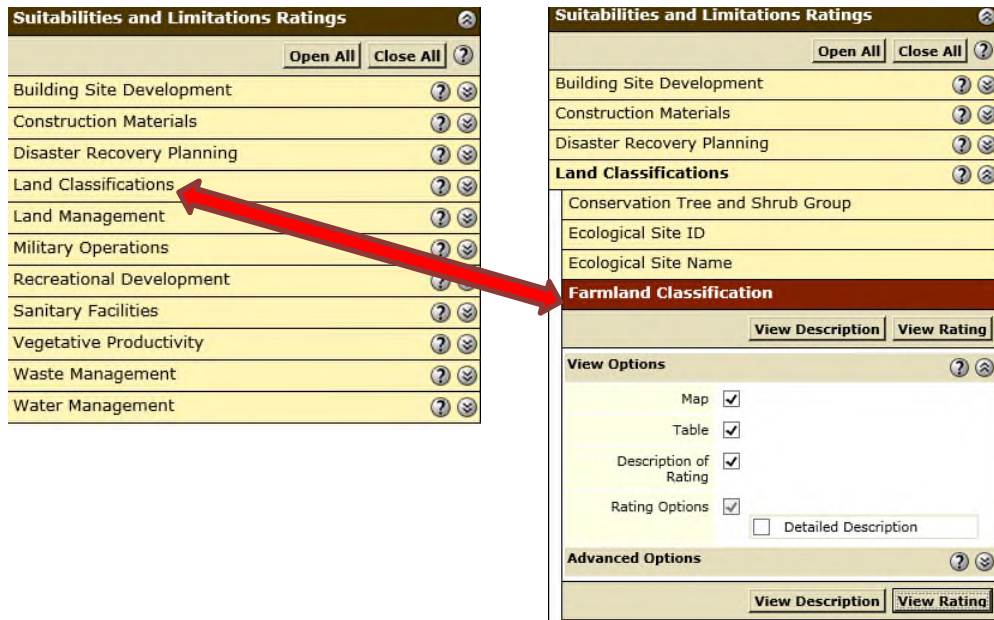 Suitabilities and Limitations Ratings
Open All Close All ?
Building Site Development ?
Construction Materials ?
Disaster Recovery Planning ?
Land Classifications ?
Land Management ?
Military Operations ?
Recreational Development ?
Sanitary Facilities ?
Vegetative Productivity ?
Waste Management ?
Water Management ?
Suitabilities and Limitations Ratings
Open All Close All ?
Building Site Development ?
Construction Materials ?
Disaster Recovery Planning ?
Land Classifications ?
Conservation Tree and Shrub Group
Ecological Site ID
Ecological Site Name
Farmland Classification
View Description View Rating
View Options ?
Map
Table
Description of
Rating
Rating Options
Detailed Description
Advanced Options ?
View Description View Rating